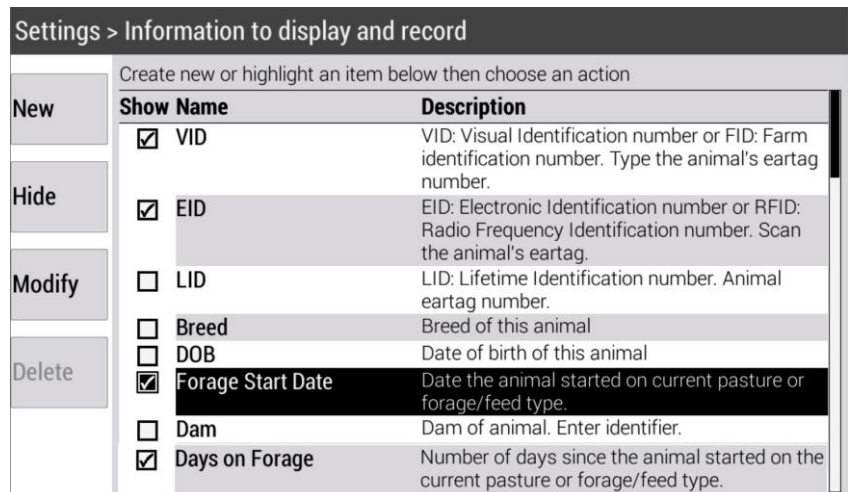 Settings > Information to display and record
Create new or highlight an item below then choose an action
New
Hide
Modify
Delete
Show Name Description
VID VID: Visual Identification number or FID: Farm
identification number. Type the animal's eartag
number.
EID EID: Electronic Identification number or RFID:
Radio Frequency Identification number. Scan
the animal's eartag.
LID LID: Lifetime Identification number. Animal
eartag number.
Breed Breed of this animal
DOB Date of birth of this animal
Forage Start Date Date the animal started on current pasture or
forage/feed type.
Dam Dam of animal. Enter identifier.
Days on Forage Number of days since the animal started on the
current pasture or forage/feed type.